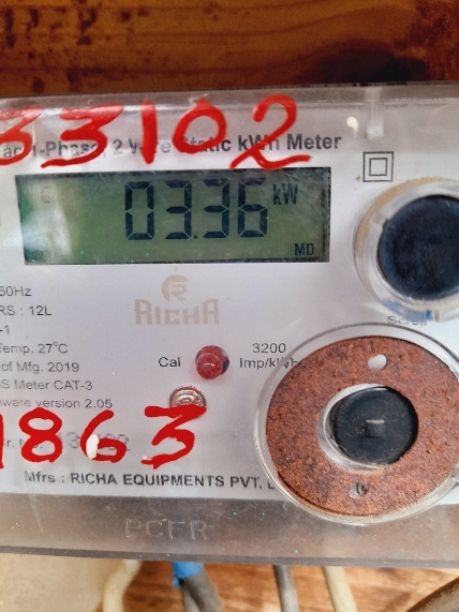 33102
1-Phase, 2 Wire Static kWh Meter
C 03.36 kW
MD
RICHA
50Hz
RS : 12L
-1
Temp. 27°C
of Mfg. 2019
S Meter CAT-3
ware version 2.05
Scroll
Cal
3200
Imp/kWh
1863
Mfrs : RICHA EQUIPMENTS PVT.